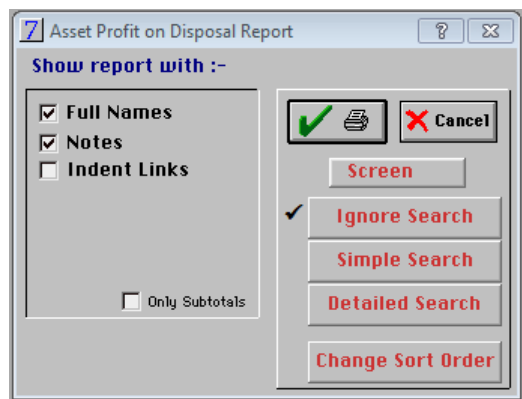 7 Asset Profit on Disposal Report ?
Show report with :-
Full Names
Notes
Indent Links
Only Subtotals
Cancel
Screen
Ignore Search
Simple Search
Detailed Search
Change Sort Order